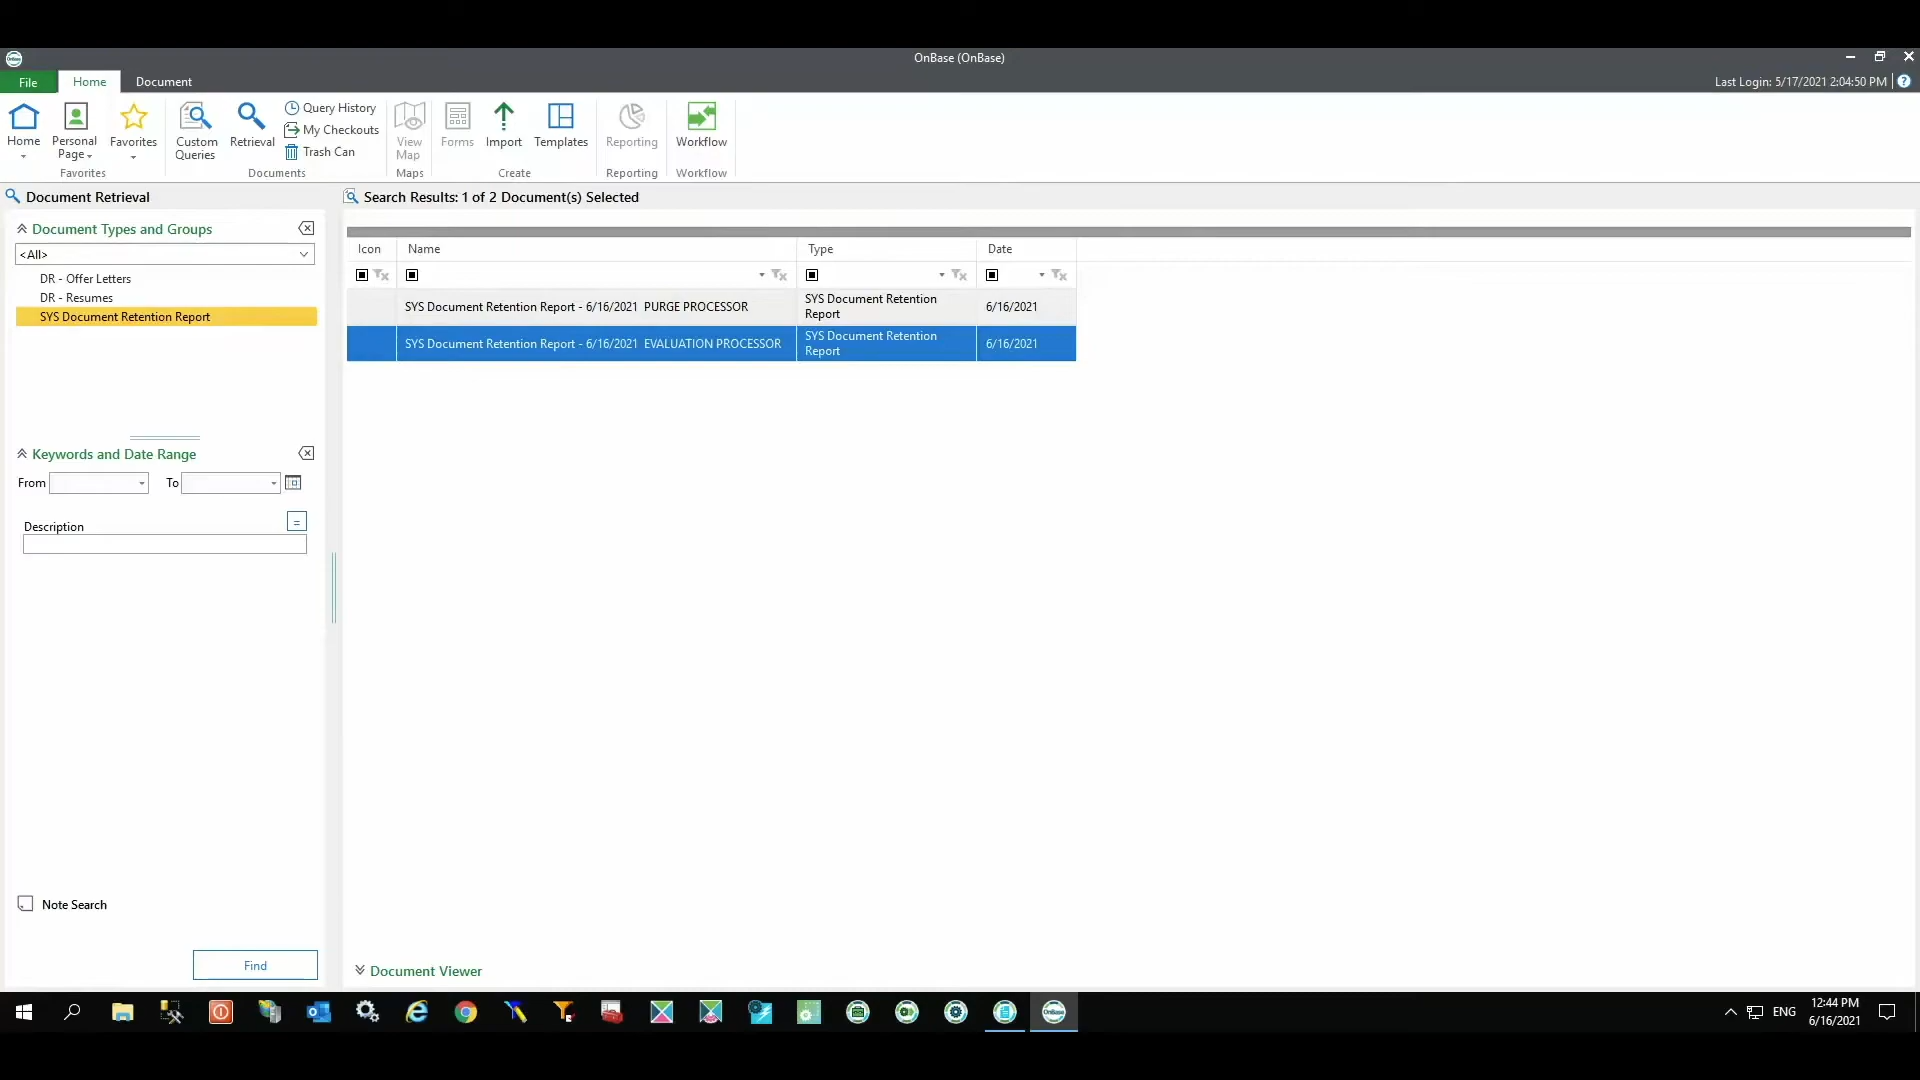 OnBase (OnBase)
File
Home
Document
Last Login: 5/17/2021 2:04:50 PM
Home
Personal
Page
Favorites
Favorites
Custom
Queries
Retrieval
Query History
My Checkouts
Trash Can
Documents
View
Map
Maps
Forms
Import
Templates
Create
Reporting
Reporting
Workflow
Workflow
Document Retrieval
Document Types and Groups
<All>
DR - Offer Letters
DR - Resumes
SYS Document Retention Report
Keywords and Date Range
From
To
Description
=
Note Search
Find
Search Results: 1 of 2 Document(s) Selected
Icon
Name
Type
Date
SYS Document Retention Report - 6/16/2021 PURGE PROCESSOR
SYS Document Retention
Report
6/16/2021
SYS Document Retention Report - 6/16/2021 EVALUATION PROCESSOR
SYS Document Retention
Report
6/16/2021
Document Viewer
OnBase
ENG
12:44 PM
6/16/2021